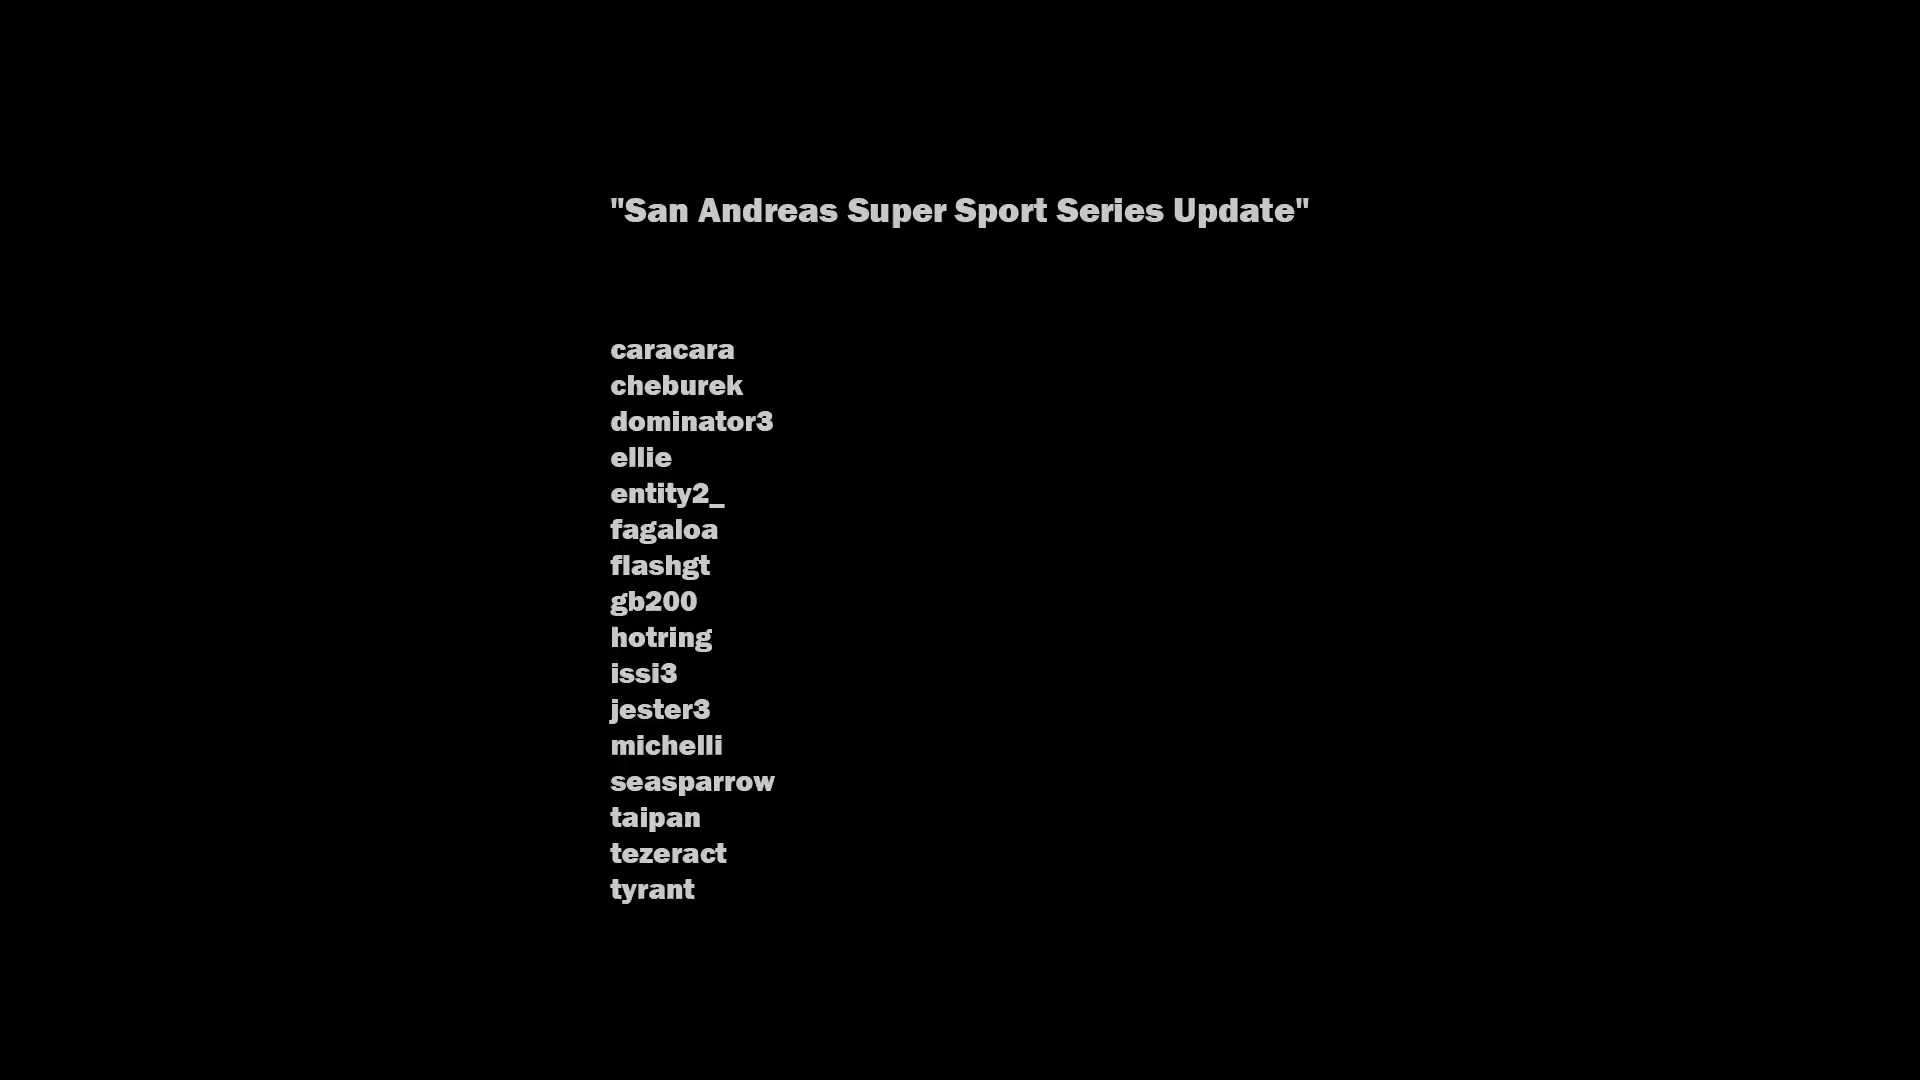 "San Andreas Super Sport Series Update"
caracara
cheburek
dominator3
ellie
entity2_
fagaloa
flashgt
gb200
hotring
issi3
jester3
michelli
seasparrow
taipan
tezeract
tyrant